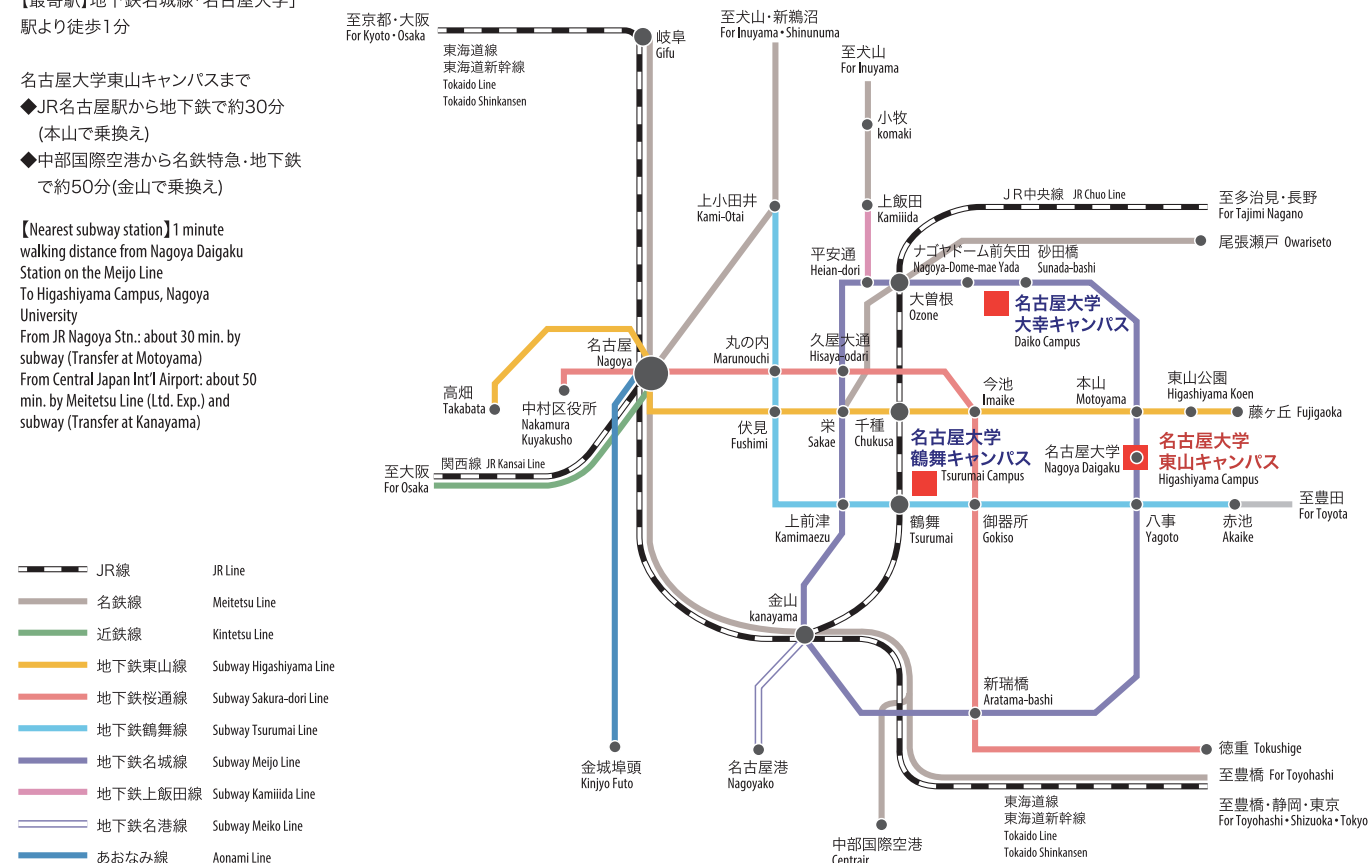 【最寄駅】地下鉄名城線「名古屋大学」
駅より徒歩1分
名古屋大学東山キャンパスまで
◆JR名古屋駅から地下鉄で約30分
(本山で乗換え)
◆中部国際空港から名鉄特急・地下鉄
で約50分(金山で乗換え)
【Nearest subway station】1 minute
walking distance from Nagoya Daigaku
Station on the Meijo Line
To Higashiyama Campus, Nagoya
University
From JR Nagoya Stn.: about 30 min. by
subway (Transfer at Motoyama)
From Central Japan Int'l Airport: about 50
min. by Meitetsu Line (Ltd. Exp.) and
subway (Transfer at Kanayama)
JR線 JR Line
名鉄線 Meitetsu Line
近鉄線 Kintetsu Line
地下鉄東山線 Subway Higashiyama Line
地下鉄桜通線 Subway Sakura-dori Line
地下鉄鶴舞線 Subway Tsurumai Line
地下鉄名城線 Subway Meijo Line
地下鉄上飯田線 Subway Kamiiida Line
地下鉄名港線 Subway Meiko Line
あおなみ線 Aonami Line
至京都・大阪
For Kyoto・Osaka
東海道線
東海道新幹線
Tokaido Line
Tokaido Shinkansen
岐阜
Gifu
至犬山・新鵜沼
For Inuyama・Shinunuma
至犬山
For Inuyama
小牧
komaki
上小田井
Kami-Otai
上飯田
Kamiiida
JR中央線 JR Chuo Line
至多治見・長野
For Tajimi Nagano
尾張瀬戸 Owariseto
平安通
Heian-dori
ナゴヤドーム前矢田
Nagoya-Dome-mae Yada
砂田橋
Sunada-bashi
大曽根
Ozone
名古屋大学
大幸キャンパス
Daiko Campus
名古屋
Nagoya
丸の内
Marunouchi
久屋大通
Hisaya-odari
高畑
Takabata
中村区役所
Nakamura
Kuyakusho
今池
Imaike
本山
Motoyama
東山公園
Higashiyama Koen
藤ヶ丘 Fujigaoka
伏見
Fushimi
栄
Sakae
千種
Chukusa
名古屋大学
鶴舞キャンパス
Tsurumai Campus
名古屋大学
Nagoya Daigaku
名古屋大学
東山キャンパス
Higashiyama Campus
至大阪
For Osaka
関西線 JR Kansai Line
上前津
Kamimaezu
鶴舞
Tsurumai
御器所
Gokiso
八事
Yagoto
赤池
Akaike
至豊田
For Toyota
金山
kanayama
新瑞橋
Aratama-bashi
金城埠頭
Kinjyo Futo
名古屋港
Nagoyako
徳重 Tokushige
至豊橋 For Toyohashi
至豊橋・静岡・東京
For Toyohashi・Shizuoka・Tokyo
東海道線
東海道新幹線
Tokaido Line
Tokaido Shinkansen
中部国際空港
Centrair